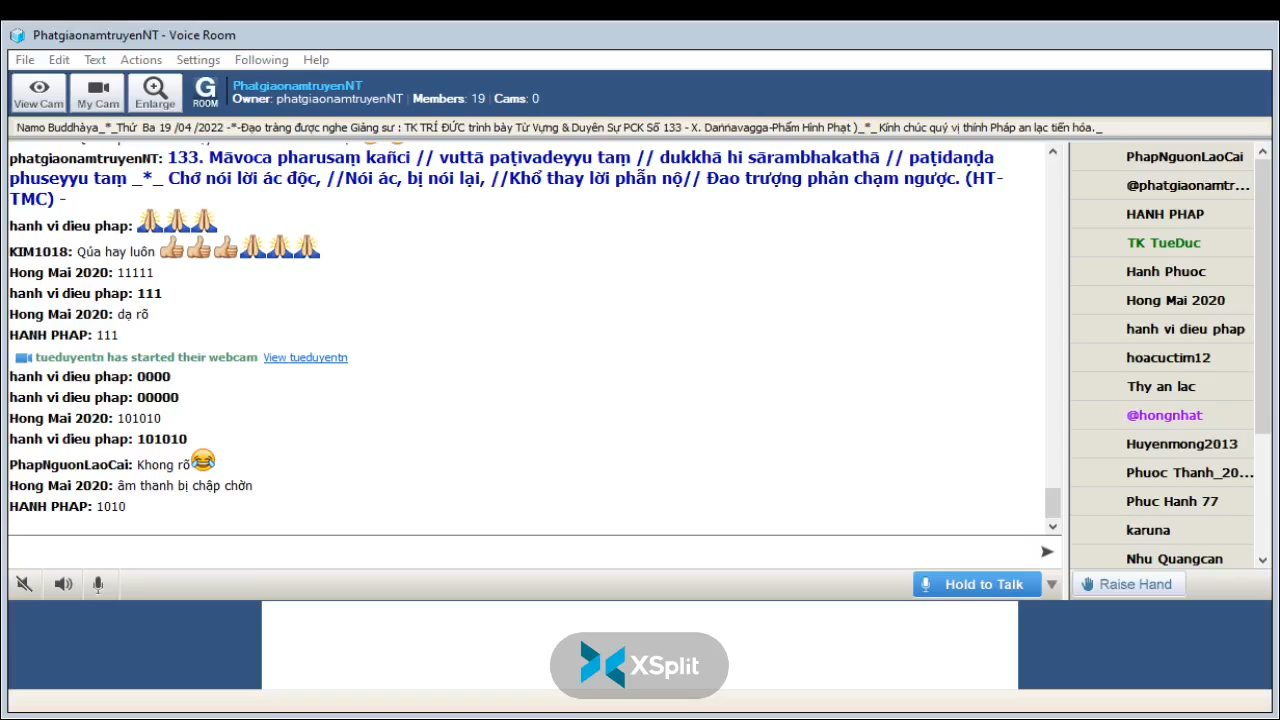 PhatgiaonamtruyenNT - Voice Room
File Edit Text Actions Settings Following Help
View Cam My Cam Enlarge G ROOM
PhatgiaonamtruyenNT
Owner: phatgiaonamtruyenNT | Members: 19 | Cams: 0
Namo Buddhàya_*_Thứ Ba 19 /04 /2022 -*-Đạo tràng được nghe Giảng sư : TK TRÍ ĐỨC trình bày Từ Vựng & Duyên Sự PCK Số 133 - X. Daṇṇavagga-Phẩm Hình Phạt )_*_ Kính chúc quý vị thính Pháp an lạc tiến hóa._
phatgiaonamtruyenNT: 133. Māvoca pharusaṃ kañci // vuttā paṭivadeyyu taṃ // dukkhā hi sārambhakathā // paṭidaṇḍa
phuseyyu taṃ _*_ Chớ nói lời ác độc, //Nói ác, bị nói lại, //Khổ thay lời phẫn nộ// Đao trượng phản chạm ngược. (HT-
TMC) -
hanh vi dieu phap:
KIM1018: Qúa hay luôn
Hong Mai 2020: 11111
hanh vi dieu phap: 111
Hong Mai 2020: dạ rõ
HANH PHAP: 111
tueduyentn has started their webcam View tueduyentn
hanh vi dieu phap: 0000
hanh vi dieu phap: 00000
Hong Mai 2020: 101010
hanh vi dieu phap: 101010
PhapNguonLaoCai: Khong rõ
Hong Mai 2020: âm thanh bị chập chờn
HANH PHAP: 1010
PhapNguonLaoCai
@phatgiaonamtr...
HANH PHAP
TK TueDuc
Hanh Phuoc
Hong Mai 2020
hanh vi dieu phap
hoacuctim12
Thy an lac
@hongnhat
Huyenmong2013
Phuoc Thanh_20...
Phuc Hanh 77
karuna
Nhu Quangcan
Hold to Talk
Raise Hand
XSplit